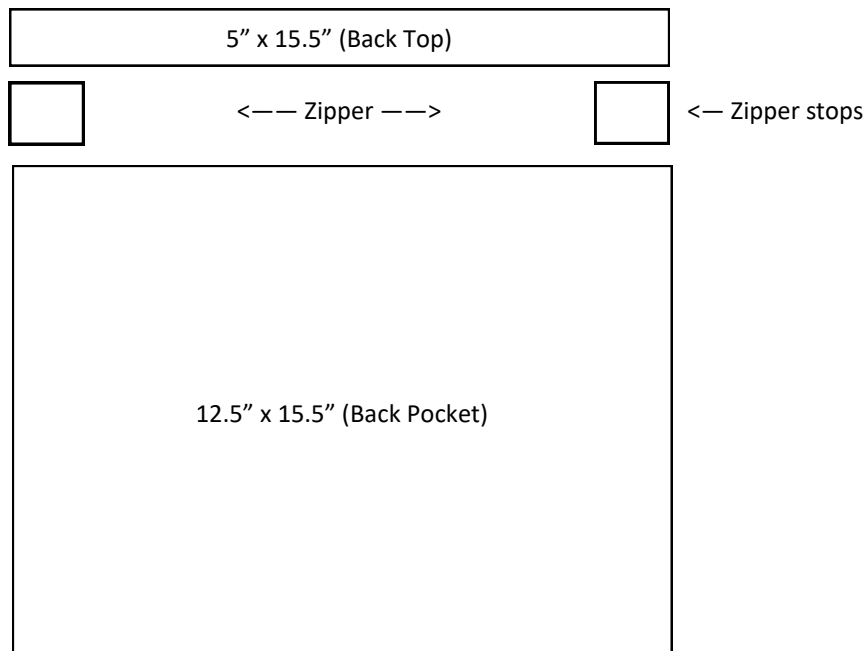 5” x 15.5” (Back Top)
<—— Zipper ——> <— Zipper stops
12.5” x 15.5” (Back Pocket)